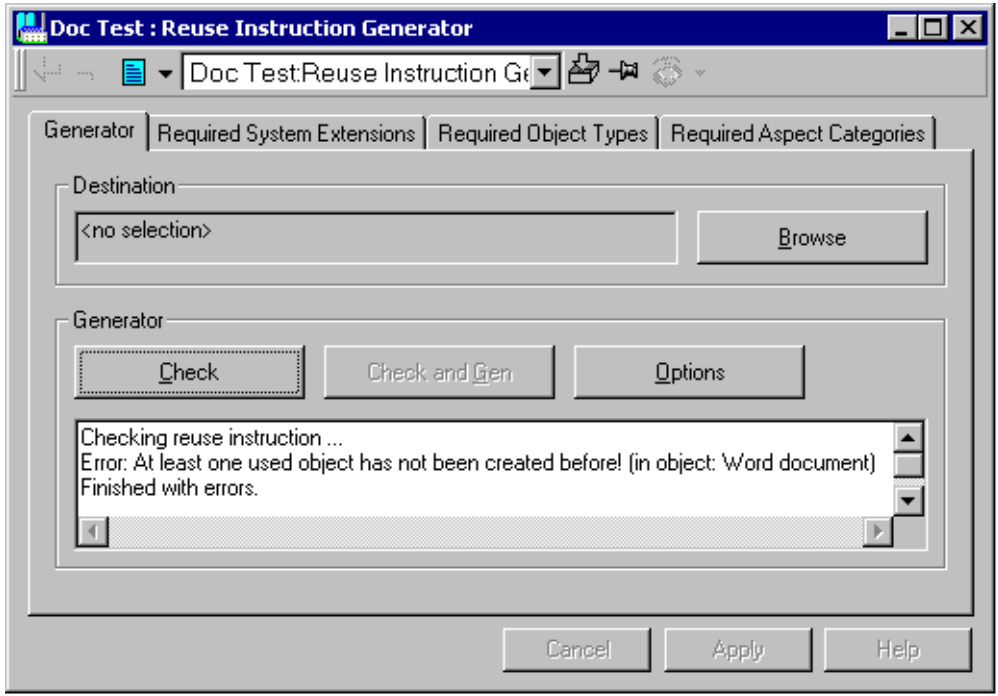 Doc Test : Reuse Instruction Generator
Doc Test:Reuse Instruction Ge
Generator Required System Extensions Required Object Types Required Aspect Categories
Destination
<no selection> Browse
Generator
Check Check and Gen Options
Checking reuse instruction ...
Error: At least one used object has not been created before! (in object: Word document)
Finished with errors.
Cancel Apply Help